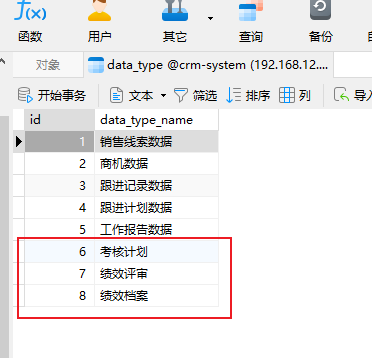 f(x)
函数 用户 其它 查询 备份
对象 data_type @crm-system (192.168.12....
开始事务 文本 筛选 排序 列 导入
id data_type_name
1 销售线索数据
2 商机数据
3 跟进记录数据
4 跟进计划数据
5 工作报告数据
6 考核计划
7 绩效评审
8 绩效档案